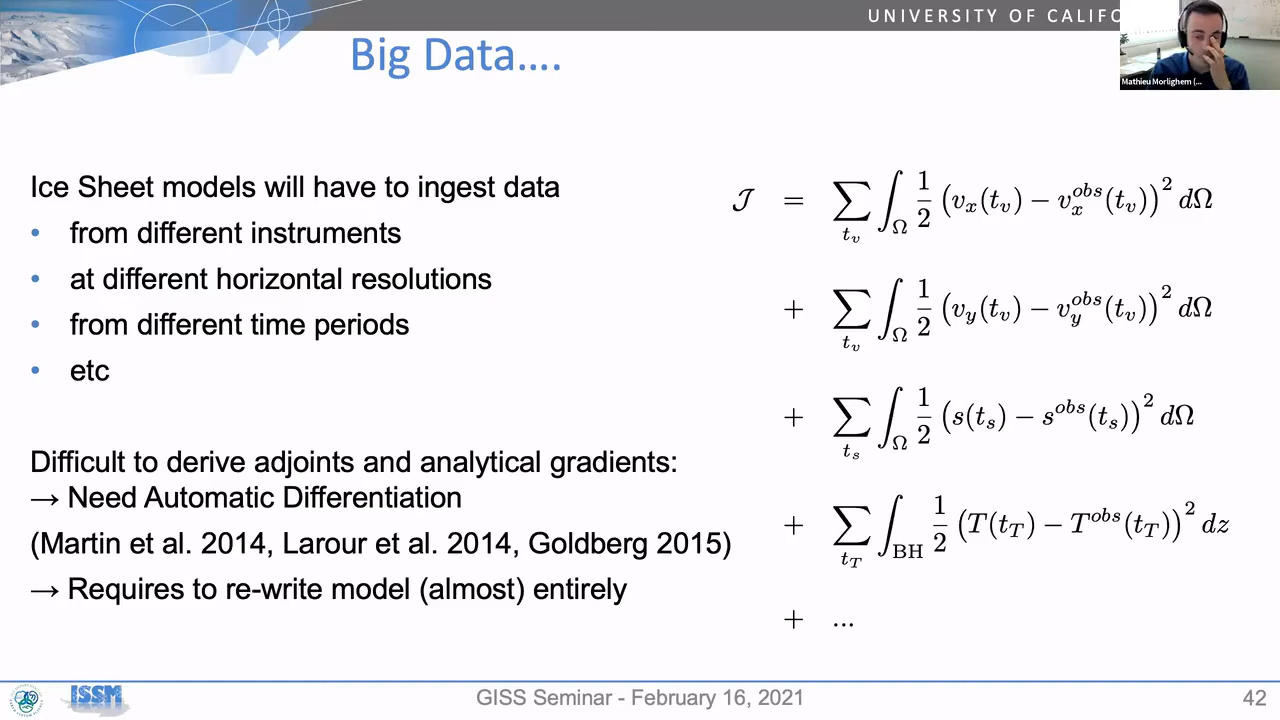 UNIVERSITY OF CALIFO
Big Data....
Mathieu Morlighem (...
Ice Sheet models will have to ingest data
• from different instruments
• at different horizontal resolutions
• from different time periods
• etc
Difficult to derive adjoints and analytical gradients:
→ Need Automatic Differentiation
(Martin et al. 2014, Larour et al. 2014, Goldberg 2015)
→ Requires to re-write model (almost) entirely
𝒥 = ∑_{t_v} ∫_Ω 1/2 (v_x(t_v) − v_x^{obs}(t_v))² dΩ
+ ∑_{t_v} ∫_Ω 1/2 (v_y(t_v) − v_y^{obs}(t_v))² dΩ
+ ∑_{t_s} ∫_Ω 1/2 (s(t_s) − s^{obs}(t_s))² dΩ
+ ∑_{t_T} ∫_{BH} 1/2 (T(t_T) − T^{obs}(t_T))² dz
+ ...
ISSM
GISS Seminar - February 16, 2021
42